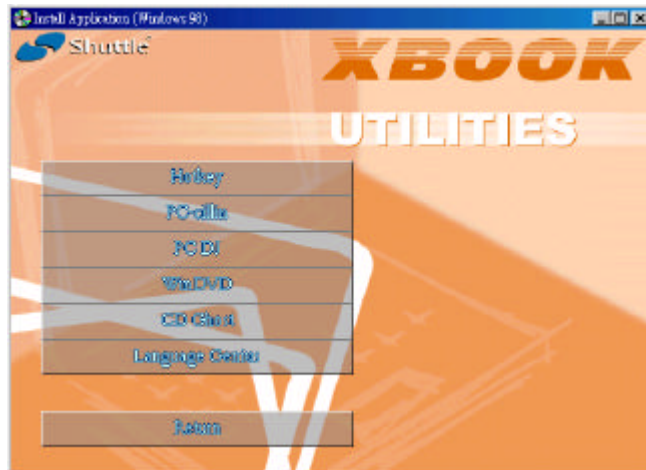 Install Application (Windows 98)
Shuttle
XBOOK
UTILITIES
Hotkey
PC-cillin
PC DJ
WinDVD
CD Ghost
Language Center
Return